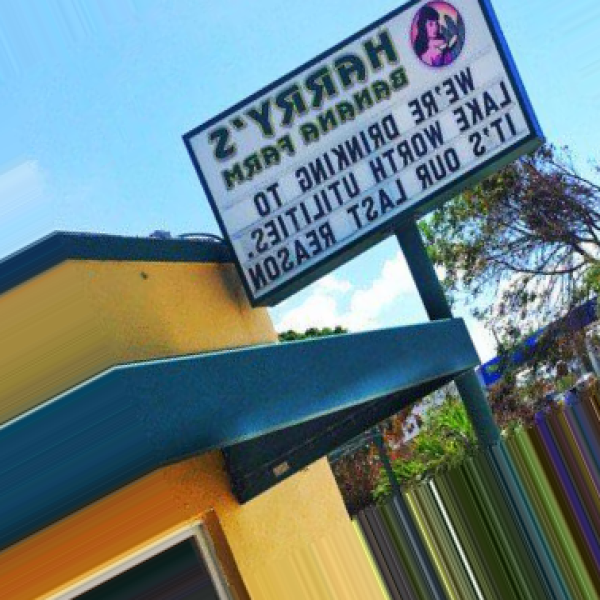 HARRY'S
BANANA FARM
WE'RE DRINKING TO
LAKE WORTH UTILITIES.
IT'S OUR LAST REASON